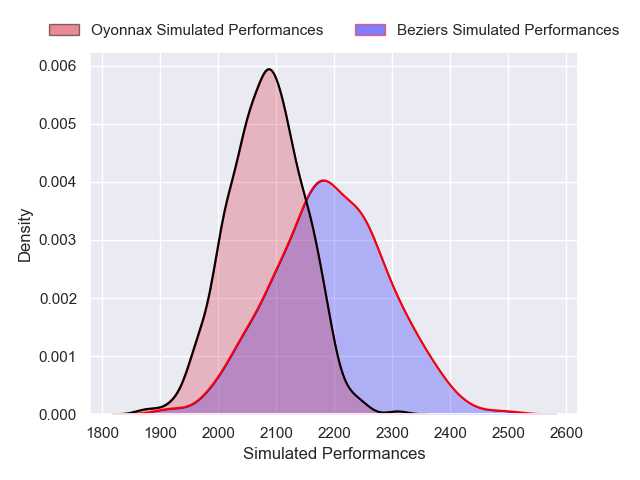 Oyonnax Simulated Performances Beziers Simulated Performances
0.006
0.005
0.004
0.003
0.002
0.001
0.000
Density
1800 1900 2000 2100 2200 2300 2400 2500 2600
Simulated Performances